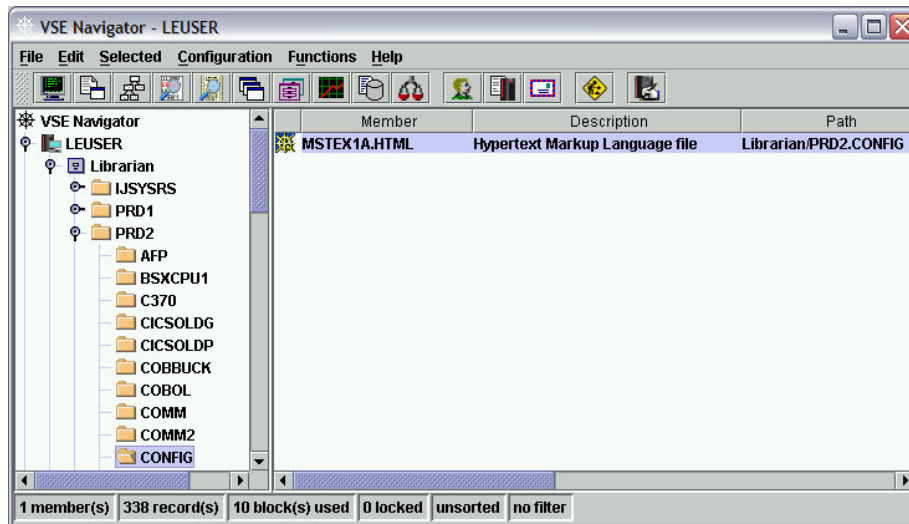 VSE Navigator - LEUSER
File Edit Selected Configuration Functions Help
VSE Navigator
LEUSER
Librarian
IJSYSRS
PRD1
PRD2
AFP
BSXCPU1
C370
CICSOLDG
CICSOLDP
COBBUCK
COBOL
COMM
COMM2
CONFIG
Member Description Path
MSTEX1A.HTML Hypertext Markup Language file Librarian/PRD2.CONFIG
1 member(s) 338 record(s) 10 block(s) used 0 locked unsorted no filter